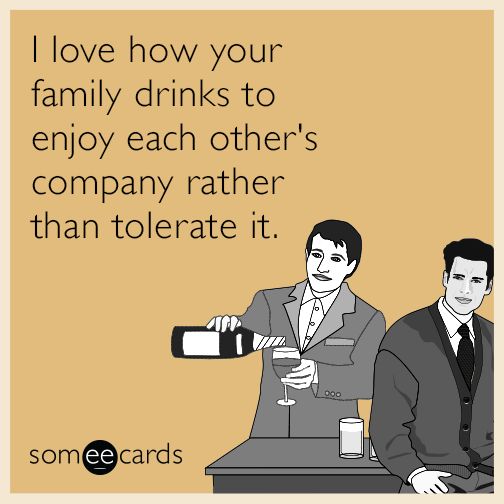 I love how your
family drinks to
enjoy each other's
company rather
than tolerate it.
someecards